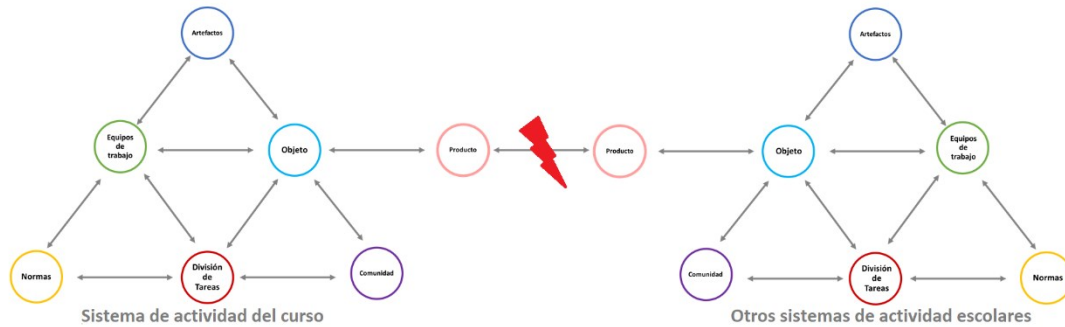 Artefactos
Equipos
de
trabajo
Objeto
Producto
Normas
División
de
Tareas
Comunidad
Sistema de actividad del curso
Artefactos
Producto
Objeto
Equipos
de
trabajo
Comunidad
División
de
Tareas
Normas
Otros sistemas de actividad escolares